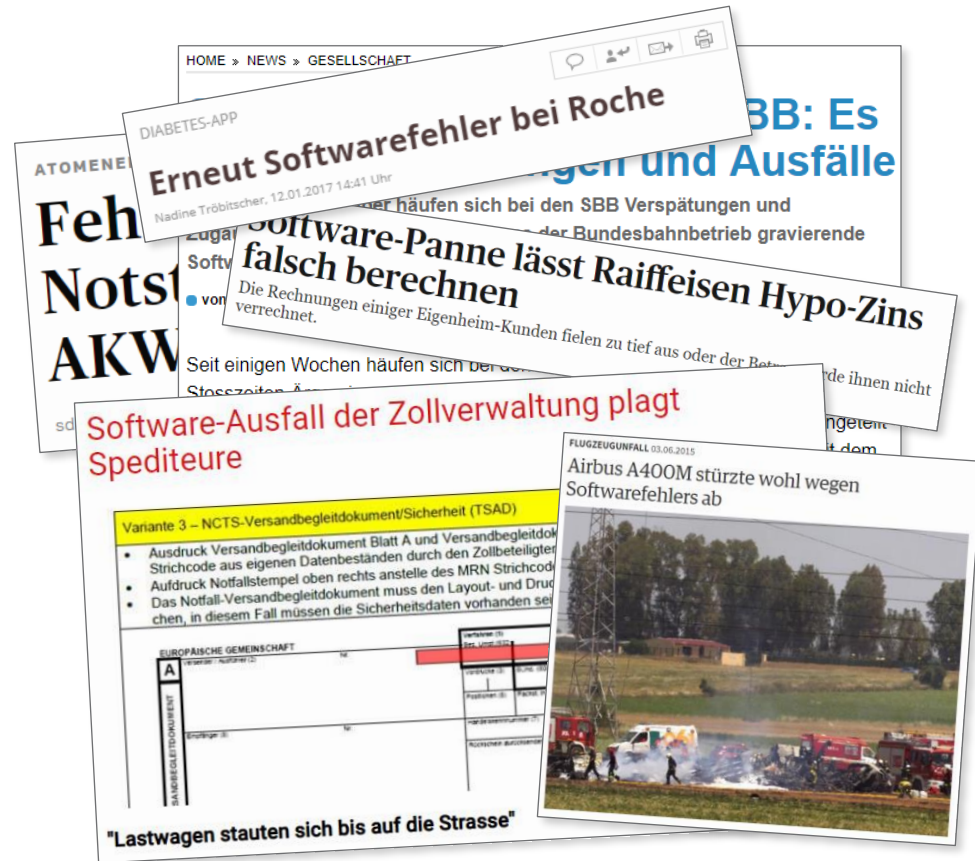 HOME » NEWS » GESELLSCHAFT
BB: Es
und Ausfälle
häufen sich bei den SBB Verspätungen und
der Bundesbahnbetrieb gravierende
Seit einigen Wochen häufen sich bei
DIABETES-APP
Erneut Softwarefehler bei Roche
Nadine Tröbitscher, 12.01.2017 14:41 Uhr
ATOMENE
Feh
Notst
AKW
Software-Panne lässt Raiffeisen Hypo-Zins
falsch berechnen
Die Rechnungen einiger Eigenheim-Kunden fielen zu tief aus oder der ihnen nicht
verrechnet.
Software-Ausfall der Zollverwaltung plagt
Spediteure
Variante 3 – NCTS-Versandbegleitdokument/Sicherheit (TSAD)
• Ausdruck Versandbegleitdokument Blatt A und Versandbegleitdok
Strichcode aus eigenen Datenbeständen durch den Zollbeteiligten
• Aufdruck Notfallstempel oben rechts anstelle des MRN Strichcod
• Das Notfall-Versandbegleitdokument muss den Layout- und Druc
chen, in diesem Fall müssen die Sicherheitsdaten vorhanden sei
EUROPÄISCHE GEMEINSCHAFT
A
SANDBEGLEITDOKUMENT
"Lastwagen stauten sich bis auf die Strasse"
FLUGZEUGUNFALL 03.06.2015
Airbus A400M stürzte wohl wegen
Softwarefehlers ab